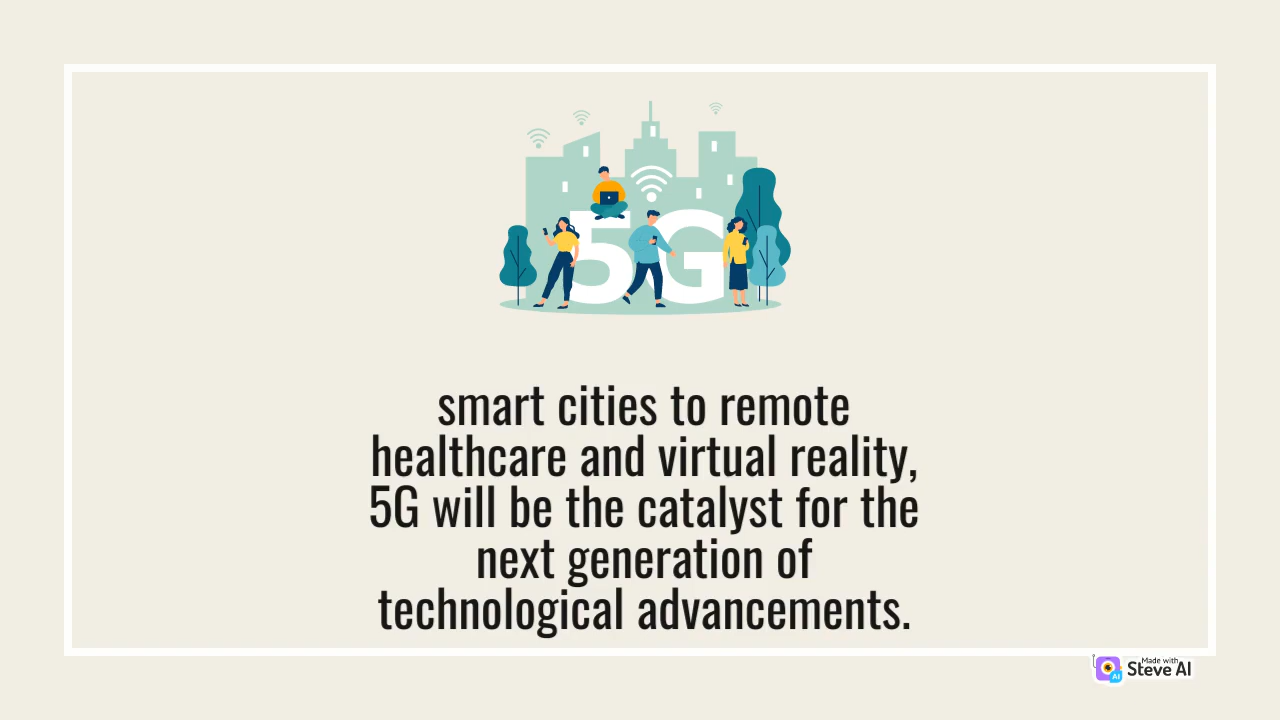 5G
smart cities to remote
healthcare and virtual reality,
5G will be the catalyst for the
next generation of
technological advancements.
Made with
Steve AI
AI